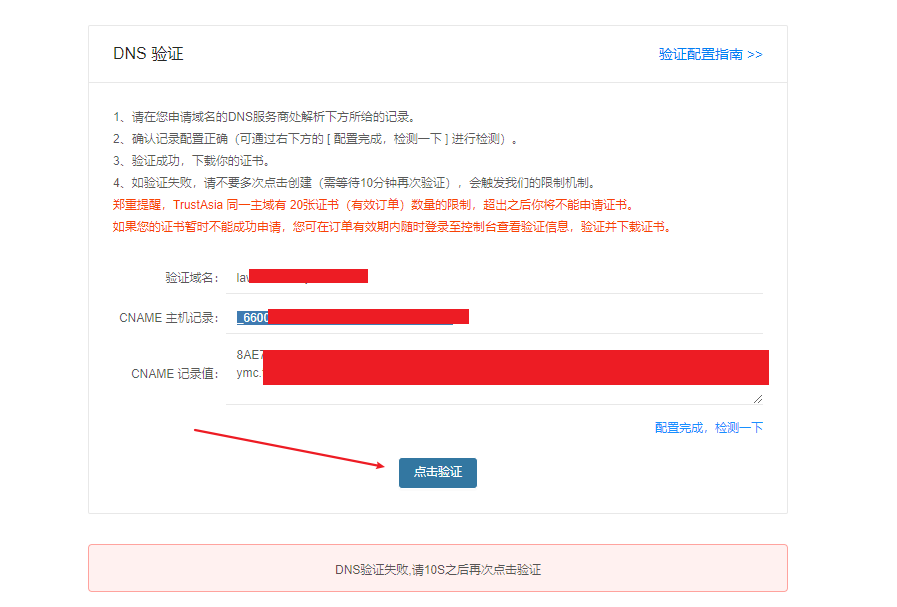 DNS 验证
验证配置指南 >>
1、请在您申请域名的DNS服务商处解析下方所给的记录。
2、确认记录配置正确（可通过右下方的 [ 配置完成，检测一下 ] 进行检测）。
3、验证成功，下载你的证书。
4、如验证失败，请不要多次点击创建（需等待10分钟再次验证），会触发我们的限制机制。
郑重提醒，TrustAsia 同一主域有 20张证书（有效订单）数量的限制，超出之后你将不能申请证书。
如果您的证书暂时不能成功申请，您可在订单有效期内随时登录至控制台查看验证信息，验证并下载证书。
验证域名：
CNAME 主机记录： _6600
CNAME 记录值： 8AE7
ymc.
配置完成，检测一下
点击验证
DNS验证失败,请10S之后再次点击验证